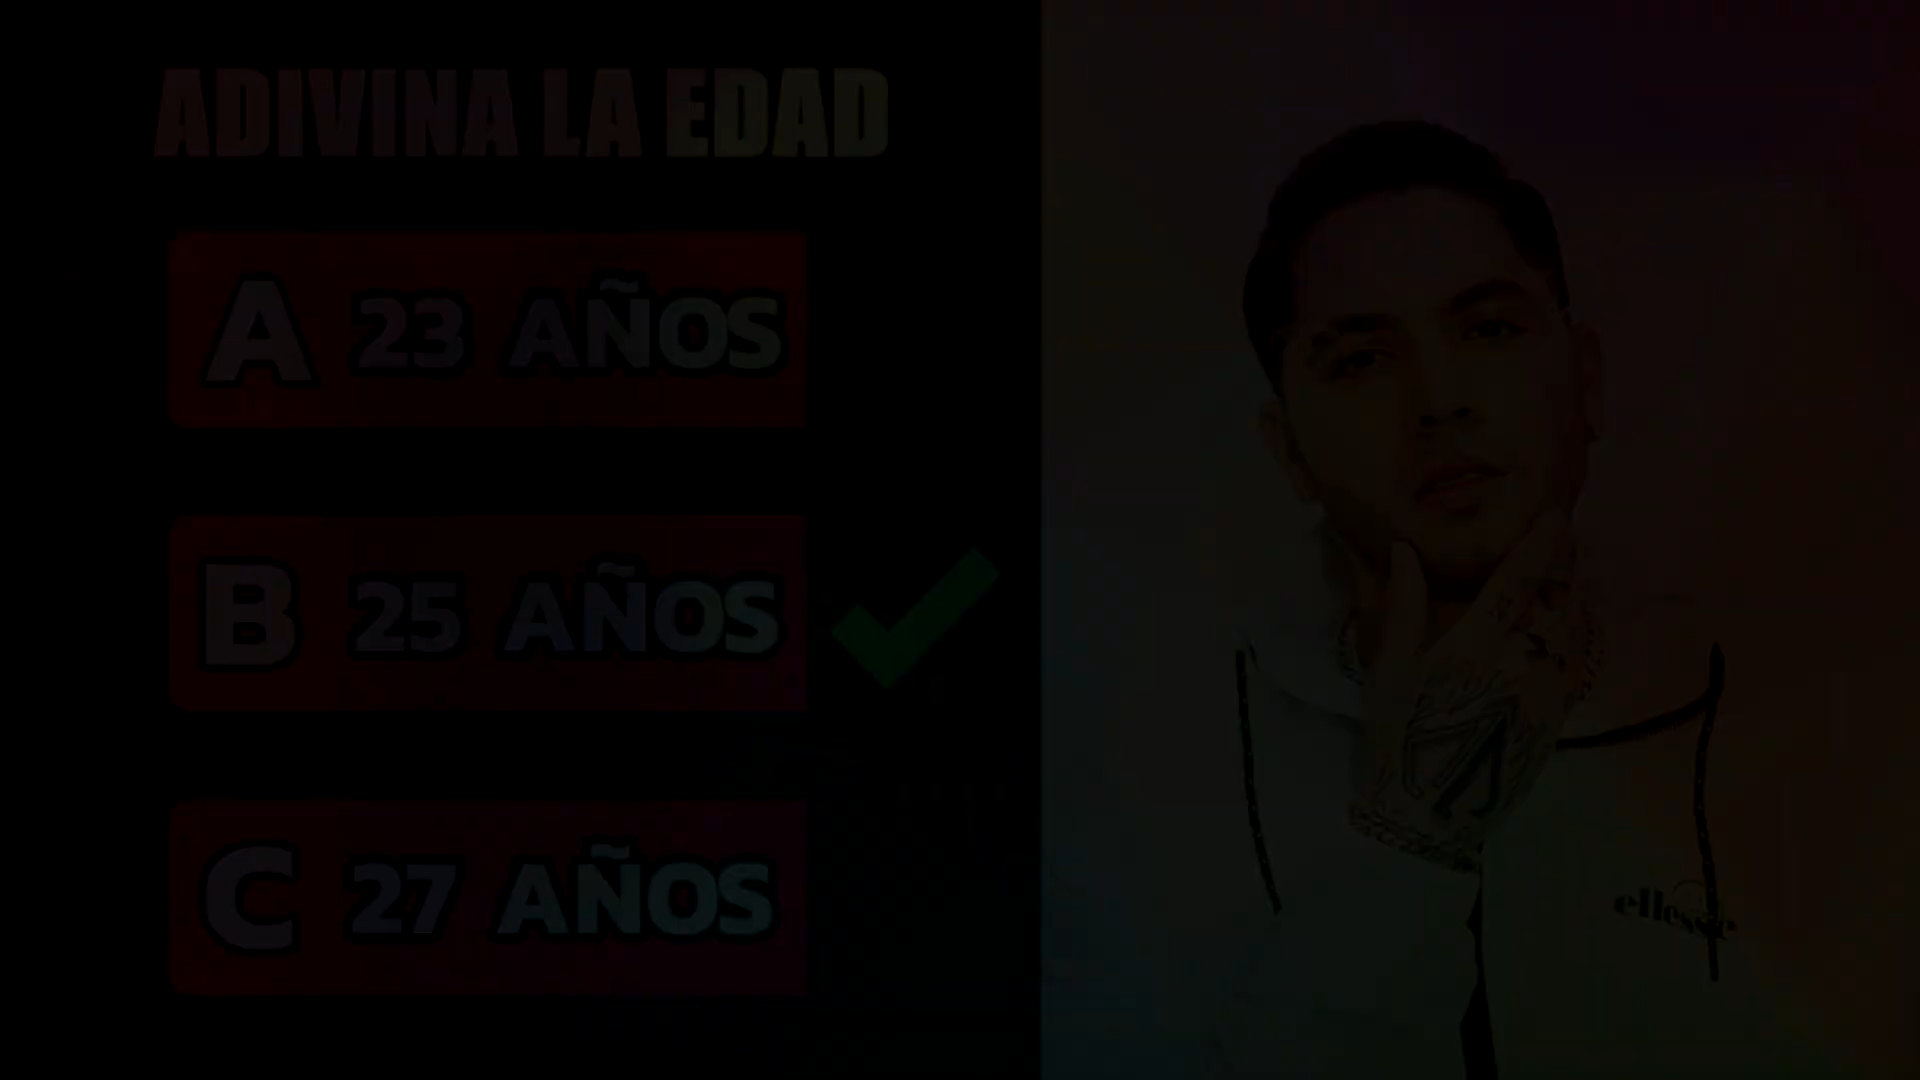 ADIVINA LA EDAD
A 23 AÑOS
B 25 AÑOS
C 27 AÑOS
ellesse